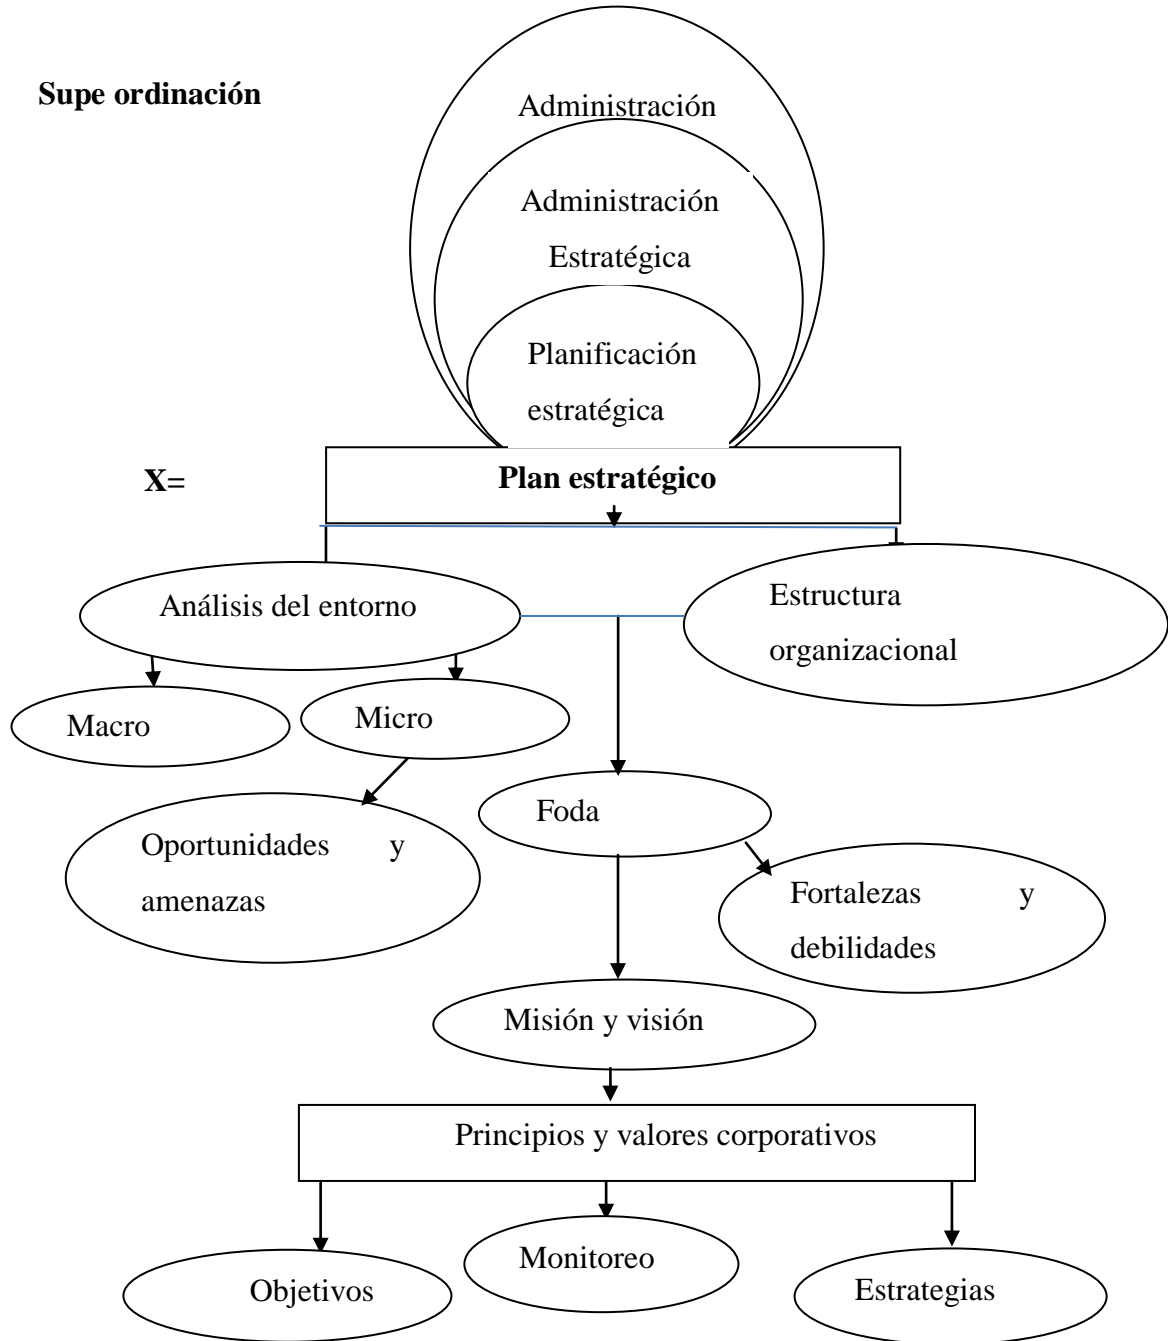 Supe ordinación
Administración
Administración
Estratégica
Planificación
estratégica
X=
Plan estratégico
Análisis del entorno
Estructura
organizacional
Macro
Micro
Oportunidades y
amenazas
Foda
Fortalezas y
debilidades
Misión y visión
Principios y valores corporativos
Objetivos
Monitoreo
Estrategias